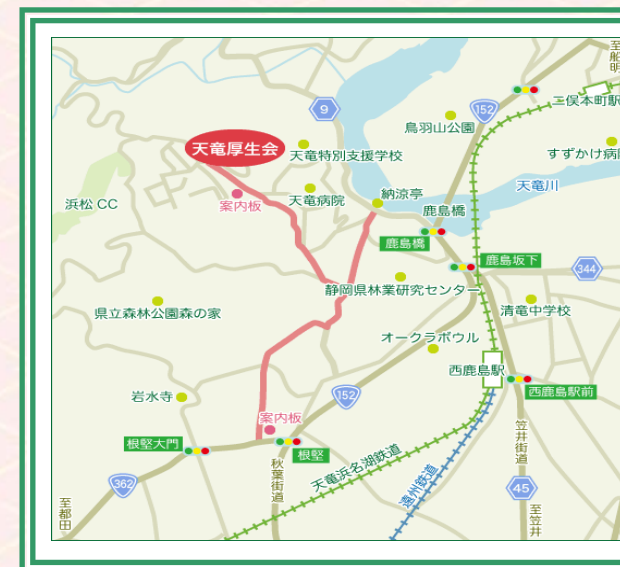 至船明
9
152
二俣本町駅
鳥羽山公園
天竜厚生会
天竜特別支援学校
すずかけ病
天竜川
浜松 CC
案内板
天竜病院
納涼亭
鹿島橋
鹿島橋
鹿島坂下
344
静岡県林業研究センター
県立森林公園森の家
清竜中学校
オークラボウル
西鹿島駅
152
西鹿島駅前
岩水寺
案内板
根堅大門
根堅
笠井街道
秋葉街道
天竜浜名湖鉄道
遠州鉄道
362
45
至都田
至笠井